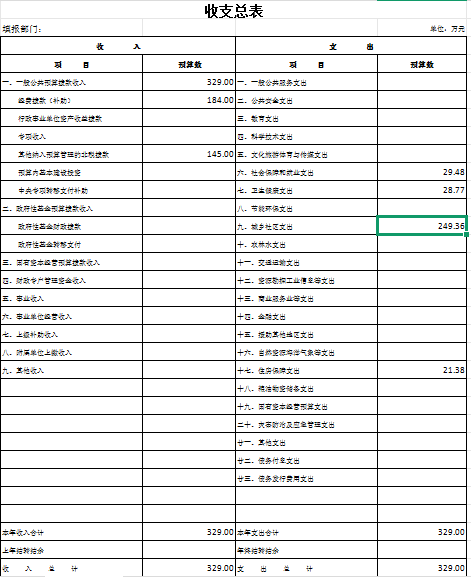 收支总表
填报部门： 单位：万元
收 入 支 出
项 目 预算数 项 目 预算数
一、一般公共预算拨款收入 329.00 一、一般公共服务支出
经费拨款（补助） 184.00 二、公共安全支出
行政事业单位资产收益拨款 三、教育支出
专项收入 四、科学技术支出
其他纳入预算管理的非税拨款 145.00 五、文化旅游体育与传媒支出
预算内基本建设投资 六、社会保障和就业支出 29.48
中央专项转移支付补助 七、卫生健康支出 28.77
二、政府性基金预算拨款收入 八、节能环保支出
政府性基金财政拨款 九、城乡社区支出 249.36
政府性基金转移支付 十、农林水支出
三、国有资本经营预算拨款收入 十一、交通运输支出
四、财政专户管理资金收入 十二、资源勘探工业信息等支出
五、事业收入 十三、商业服务业等支出
六、事业单位经营收入 十四、金融支出
七、上级补助收入 十五、援助其他地区支出
八、附属单位上缴收入 十六、自然资源海洋气象等支出
九、其他收入 十七、住房保障支出 21.38
十八、粮油物资储备支出
十九、国有资本经营预算支出
二十、灾害防治及应急管理支出
廿一、其他支出
廿二、债务付息支出
廿三、债务发行费用支出
本年收入合计 329.00 本年支出合计 329.00
上年结转结余 年终结转结余
收 入 总 计 329.00 支 出 总 计 329.00